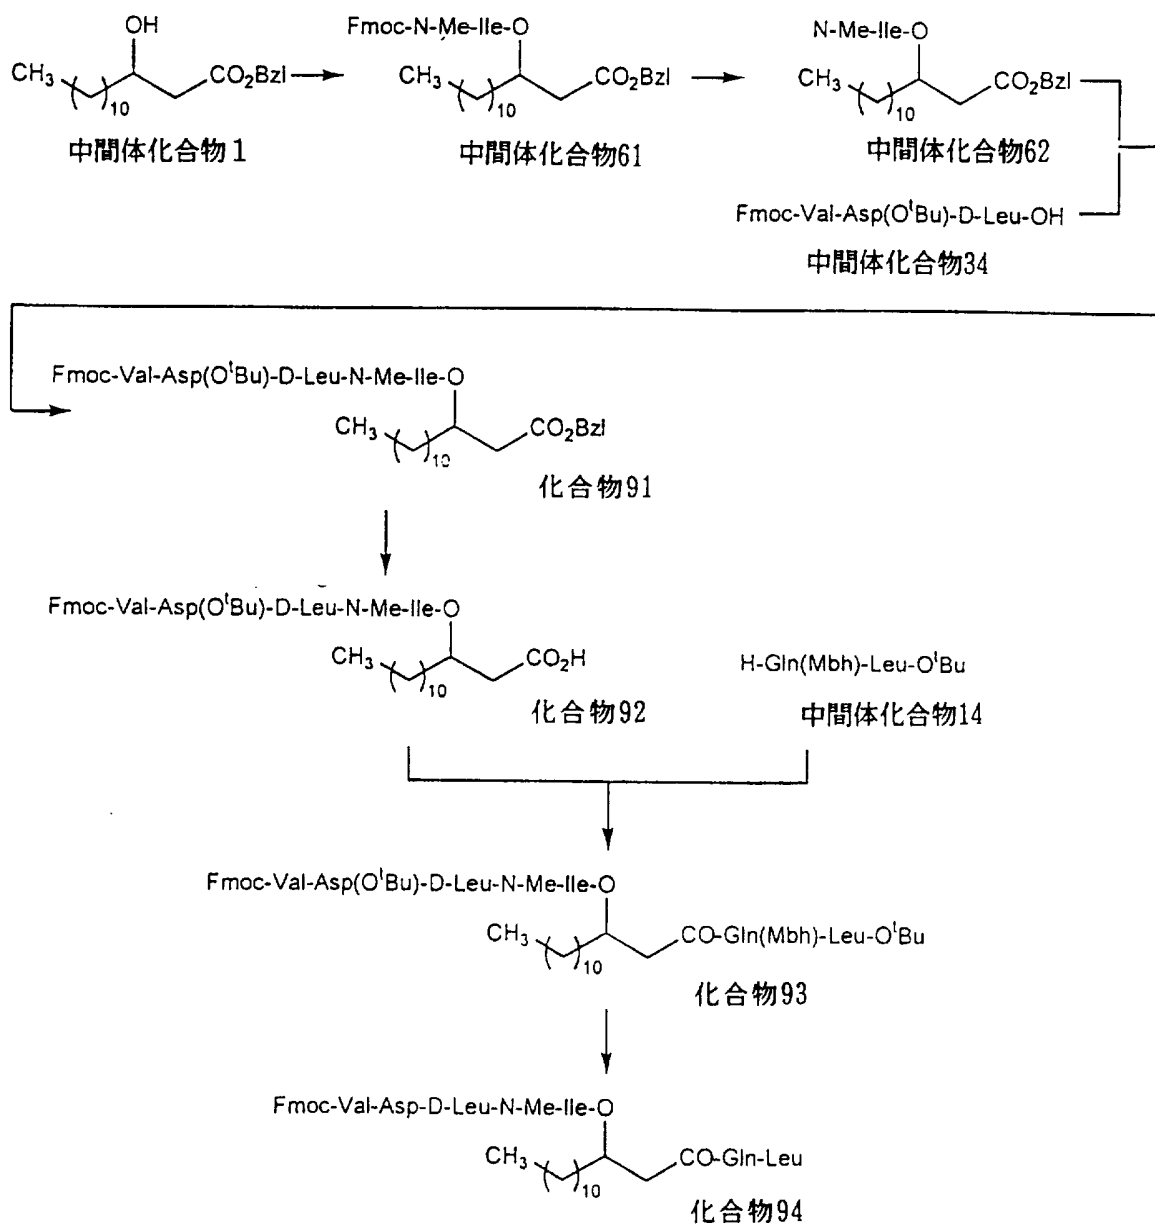 OH
CH3 ( )10 CO2Bzl
中間体化合物1
Fmoc-N-Me-Ile-O
CH3 ( )10 CO2Bzl
中間体化合物61
N-Me-Ile-O
CH3 ( )10 CO2Bzl
中間体化合物62
Fmoc-Val-Asp(OtBu)-D-Leu-OH
中間体化合物34
Fmoc-Val-Asp(OtBu)-D-Leu-N-Me-Ile-O
CH3 ( )10 CO2Bzl
化合物91
Fmoc-Val-Asp(OtBu)-D-Leu-N-Me-Ile-O
CH3 ( )10 CO2H
化合物92
H-Gln(Mbh)-Leu-OtBu
中間体化合物14
Fmoc-Val-Asp(OtBu)-D-Leu-N-Me-Ile-O
CH3 ( )10 CO-Gln(Mbh)-Leu-OtBu
化合物93
Fmoc-Val-Asp-D-Leu-N-Me-Ile-O
CH3 ( )10 CO-Gln-Leu
化合物94